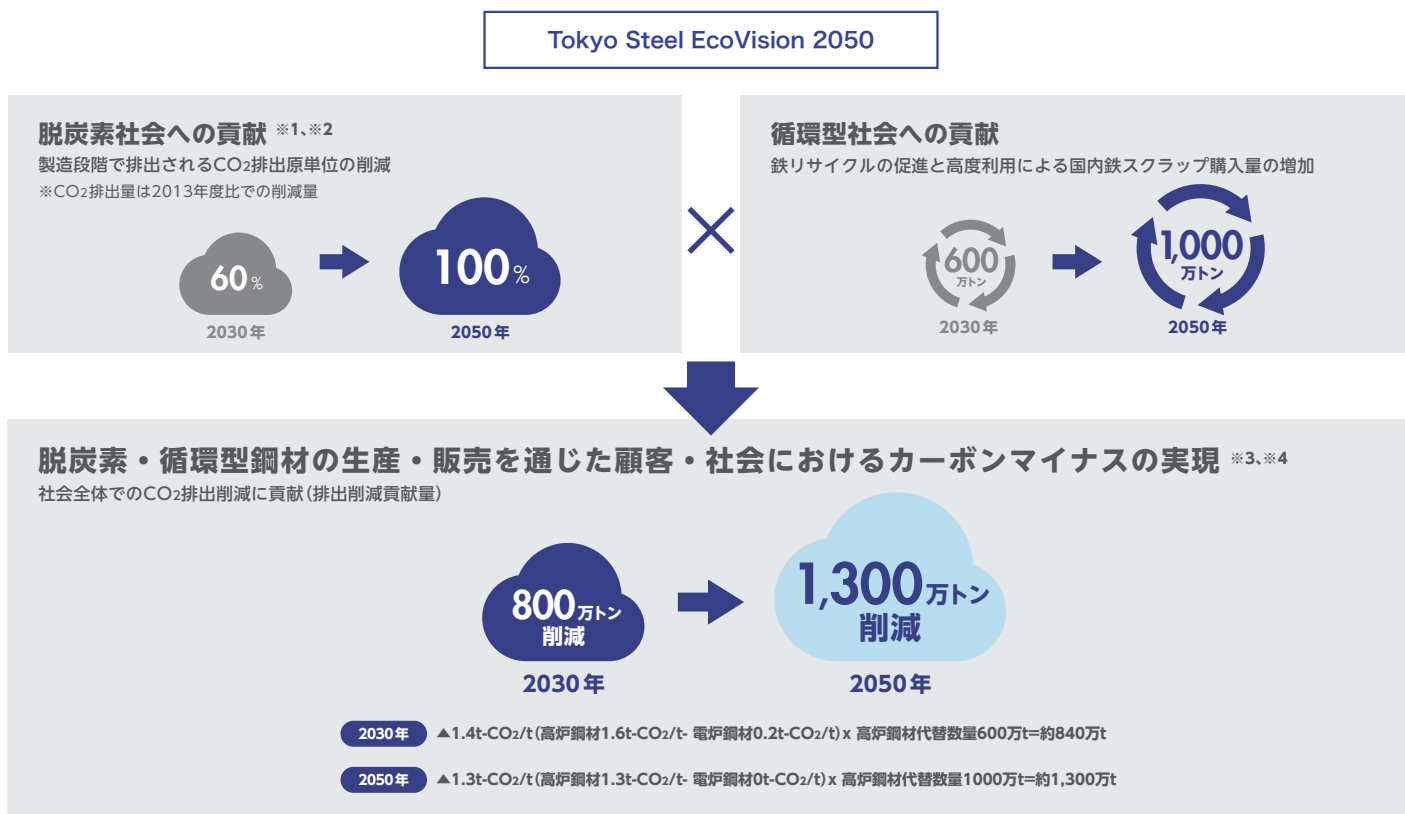 Tokyo Steel EcoVision 2050
脱炭素社会への貢献 ※1、※2
製造段階で排出されるCO2排出原単位の削減
※CO2排出量は2013年度比での削減量
60%
2030年
100%
2050年
循環型社会への貢献
鉄リサイクルの促進と高度利用による国内鉄スクラップ購入量の増加
600
万トン
2030年
1,000
万トン
2050年
脱炭素・循環型鋼材の生産・販売を通じた顧客・社会におけるカーボンマイナスの実現 ※3、※4
社会全体でのCO2排出削減に貢献（排出削減貢献量）
800万トン
削減
2030年
1,300万トン
削減
2050年
2030年 ▲1.4t-CO2/t（高炉鋼材1.6t-CO2/t- 電炉鋼材0.2t-CO2/t）x 高炉鋼材代替数量600万t=約840万t
2050年 ▲1.3t-CO2/t（高炉鋼材1.3t-CO2/t- 電炉鋼材0t-CO2/t）x 高炉鋼材代替数量1000万t=約1,300万t